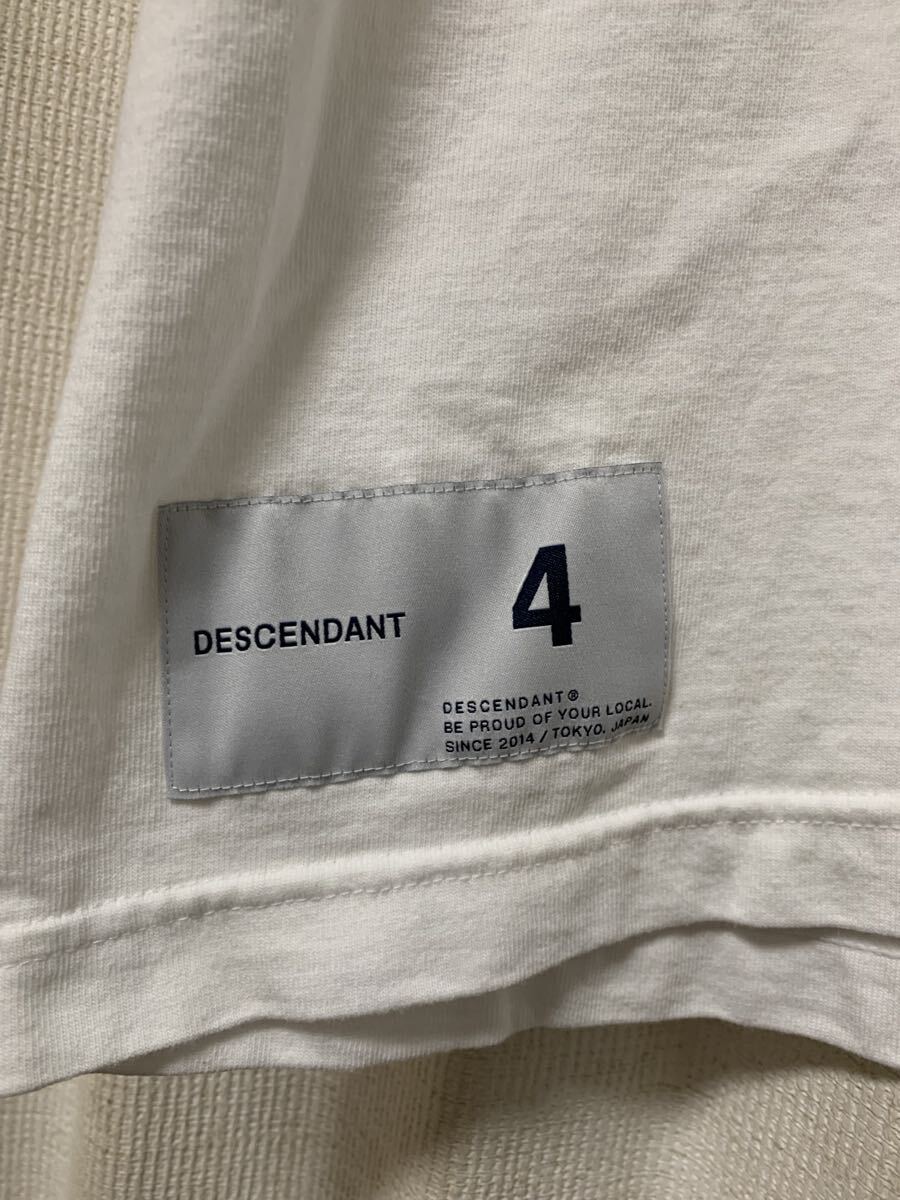 DESCENDANT
4
DESCENDANT®
BE PROUD OF YOUR LOCAL.
SINCE 2014 / TOKYO. JAPAN